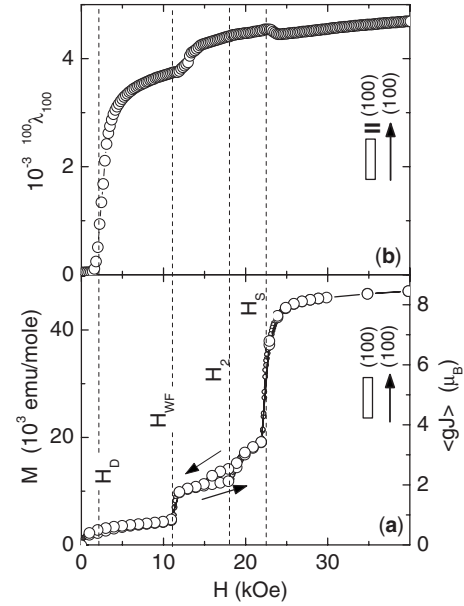 4
2
0
10⁻³ ¹⁰⁰λ₁₀₀
(100)
(100)
(b)
40
20
0
M (10³ emu/mole)
H_D
H_WF
H_2
H_S
(100)
(100)
(a)
8
6
4
2
0
<gJ> (μ_B)
0 10 20 30
H (kOe)